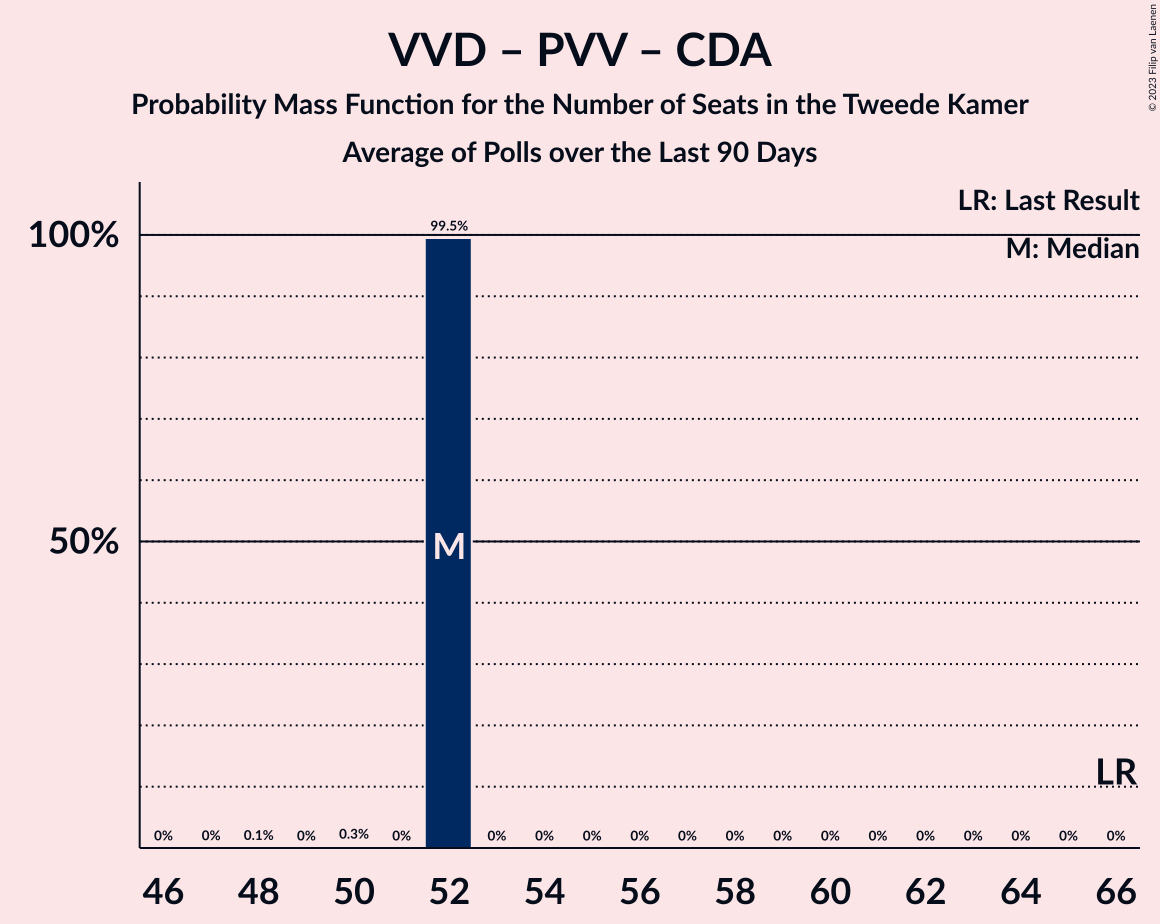 VVD – PVV – CDA
Probability Mass Function for the Number of Seats in the Tweede Kamer
Average of Polls over the Last 90 Days
© 2023 Filip van Laenen
LR: Last Result
M: Median
100%
50%
99.5%
M
LR
0% 0% 0.1% 0% 0.3% 0% 0% 0% 0% 0% 0% 0% 0% 0% 0% 0% 0% 0% 0% 0%
46 48 50 52 54 56 58 60 62 64 66